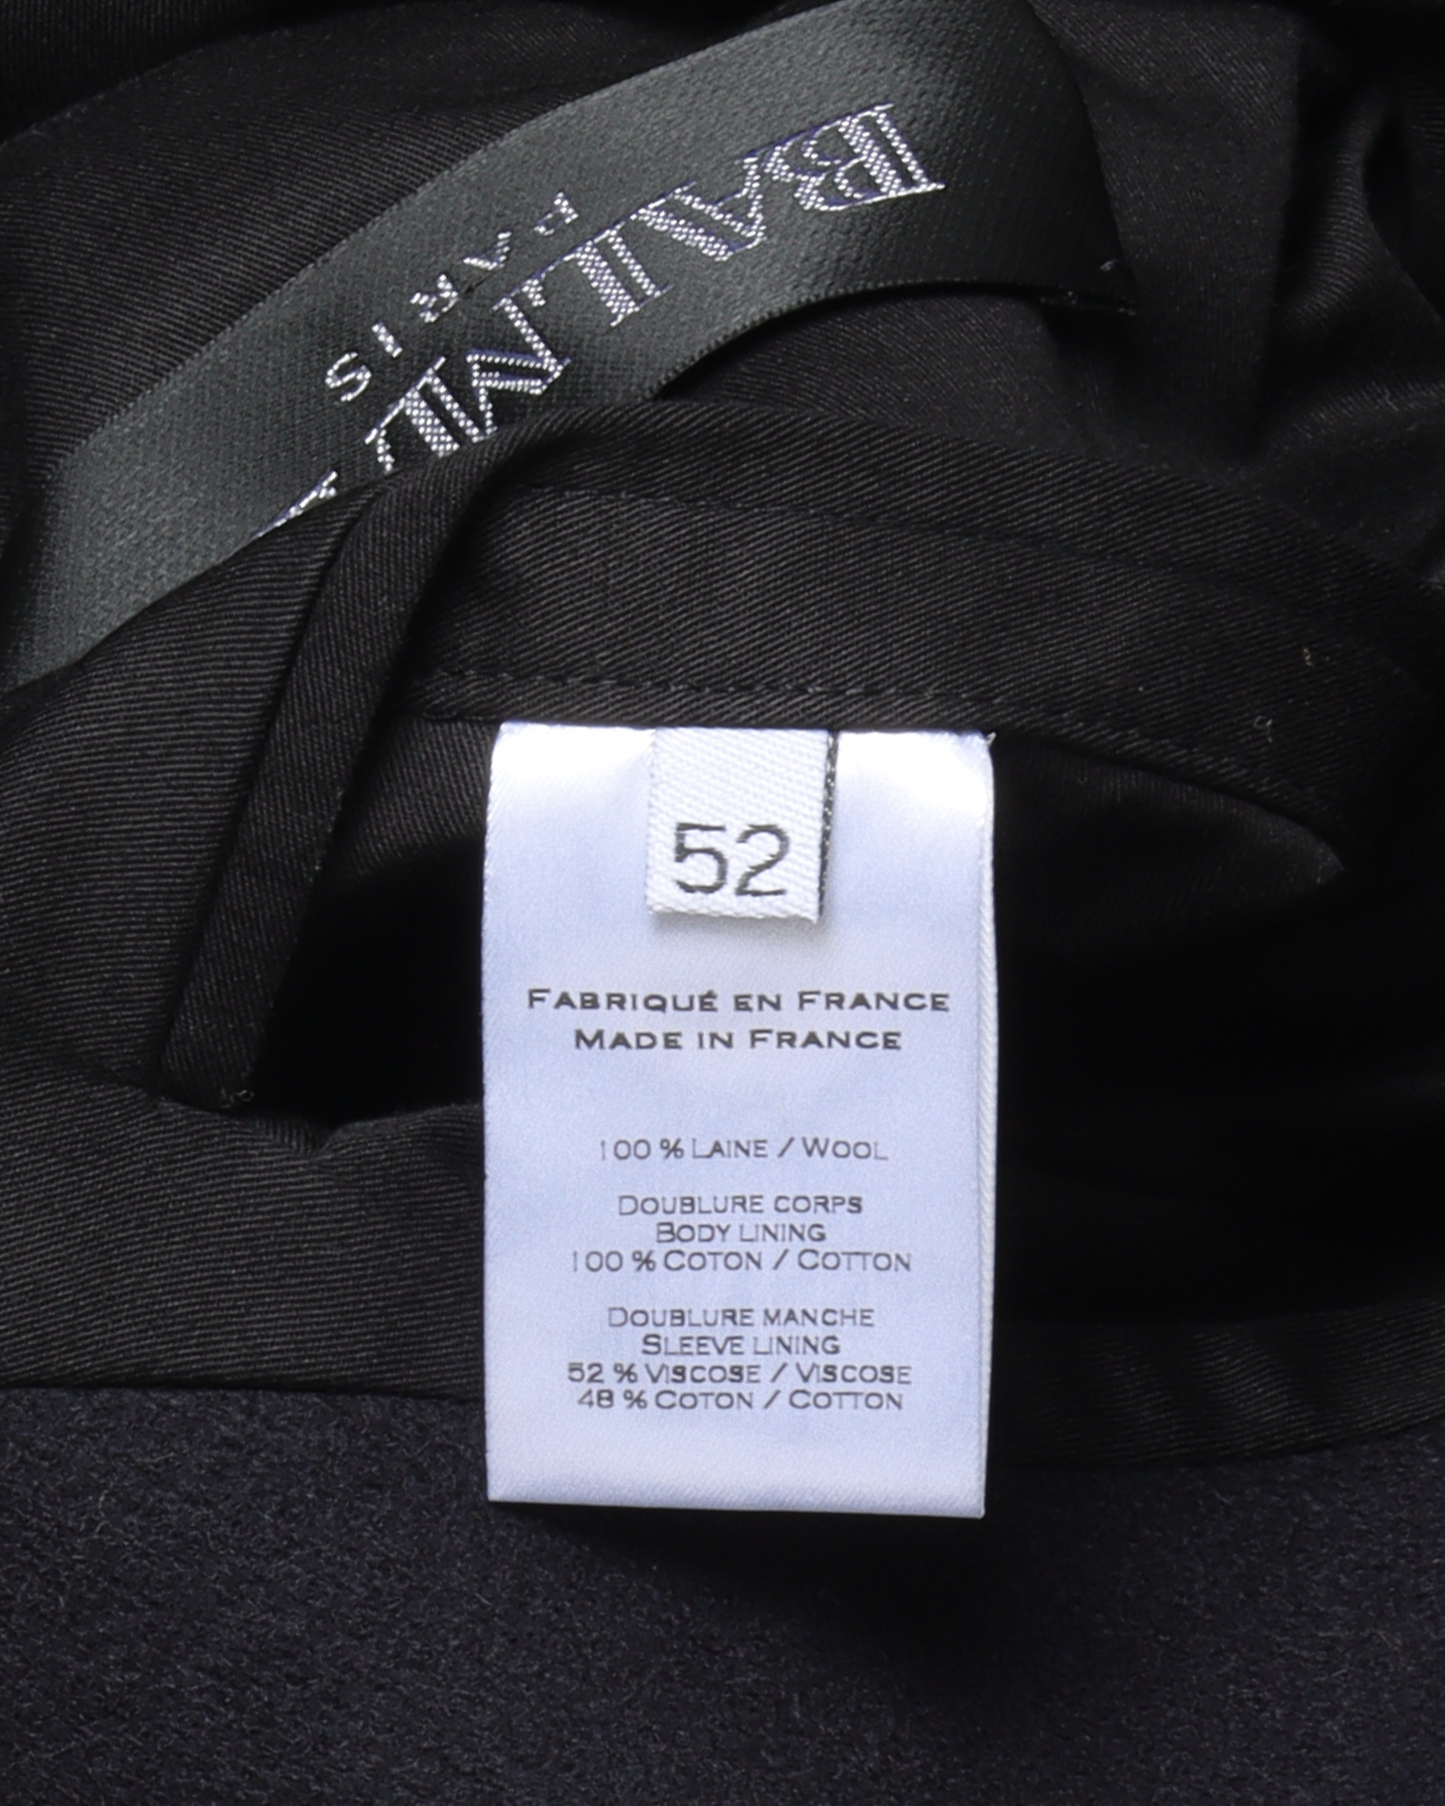 BALMAIN
PARIS
52
FABRIQUÉ EN FRANCE
MADE IN FRANCE
100 % LAINE / WOOL
DOUBLURE CORPS
BODY LINING
100 % COTON / COTTON
DOUBLURE MANCHE
SLEEVE LINING
52 % VISCOSE / VISCOSE
48 % COTON / COTTON